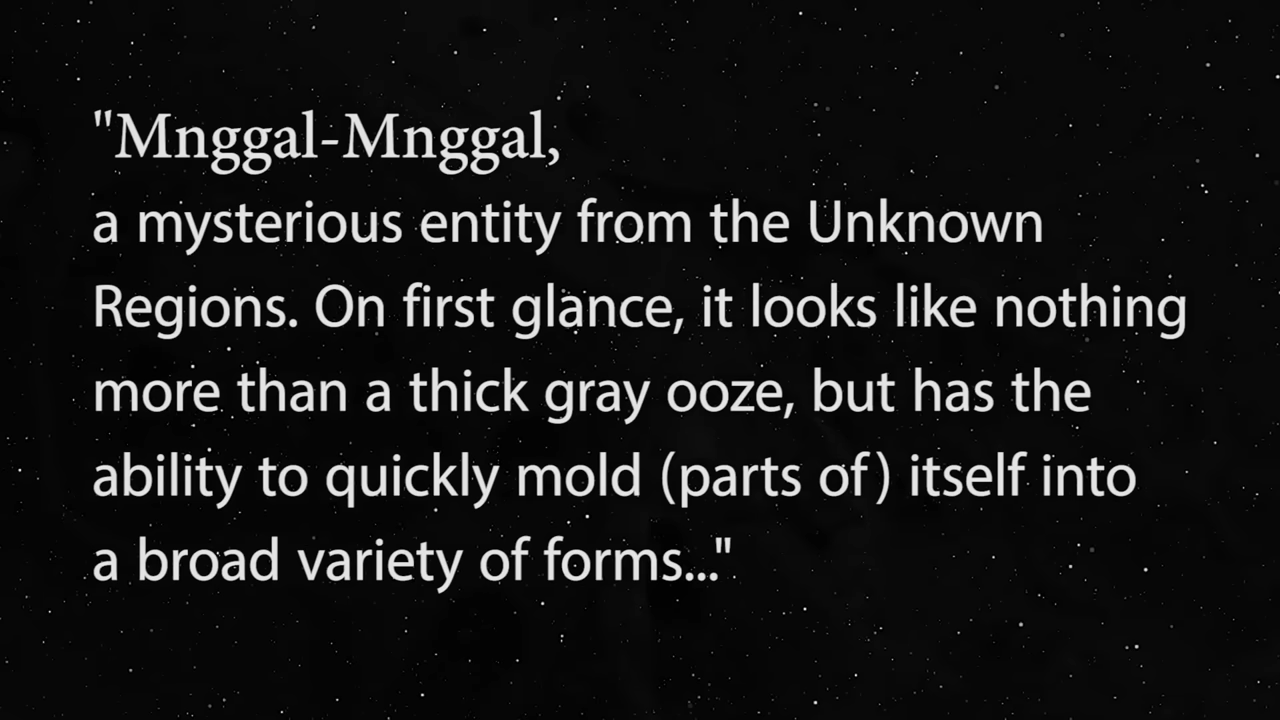 "Mnggal-Mnggal,
a mysterious entity from the Unknown
Regions. On first glance, it looks like nothing
more than a thick gray ooze, but has the
ability to quickly mold (parts of) itself into
a broad variety of forms..."